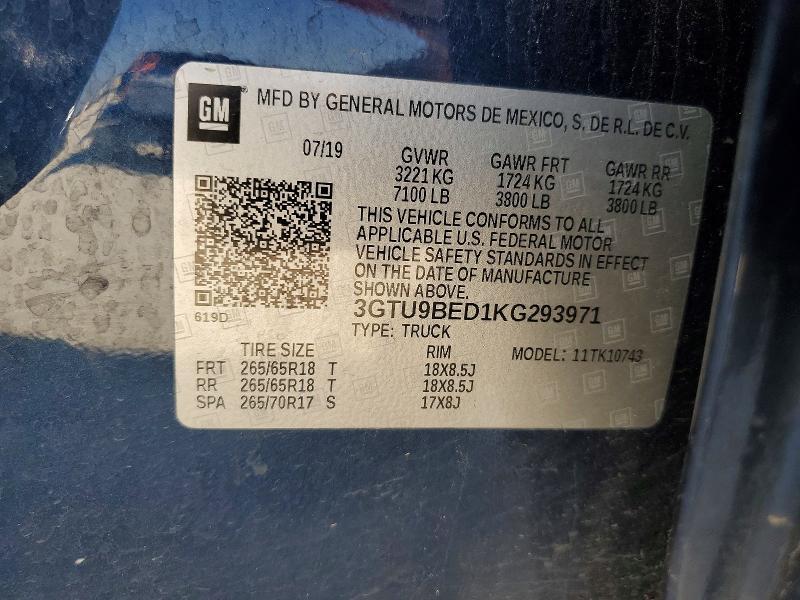 GM
MFD BY GENERAL MOTORS DE MEXICO, S. DE R.L. DE C.V.
07/19 GVWR GAWR FRT GAWR RR
3221 KG 1724 KG 1724 KG
7100 LB 3800 LB 3800 LB
THIS VEHICLE CONFORMS TO ALL
APPLICABLE U.S. FEDERAL MOTOR
VEHICLE SAFETY STANDARDS IN EFFECT
ON THE DATE OF MANUFACTURE
SHOWN ABOVE.
619D 3GTU9BED1KG293971
TYPE: TRUCK
TIRE SIZE RIM MODEL: 11TK10743
FRT 265/65R18 T 18X8.5J
RR 265/65R18 T 18X8.5J
SPA 265/70R17 S 17X8J